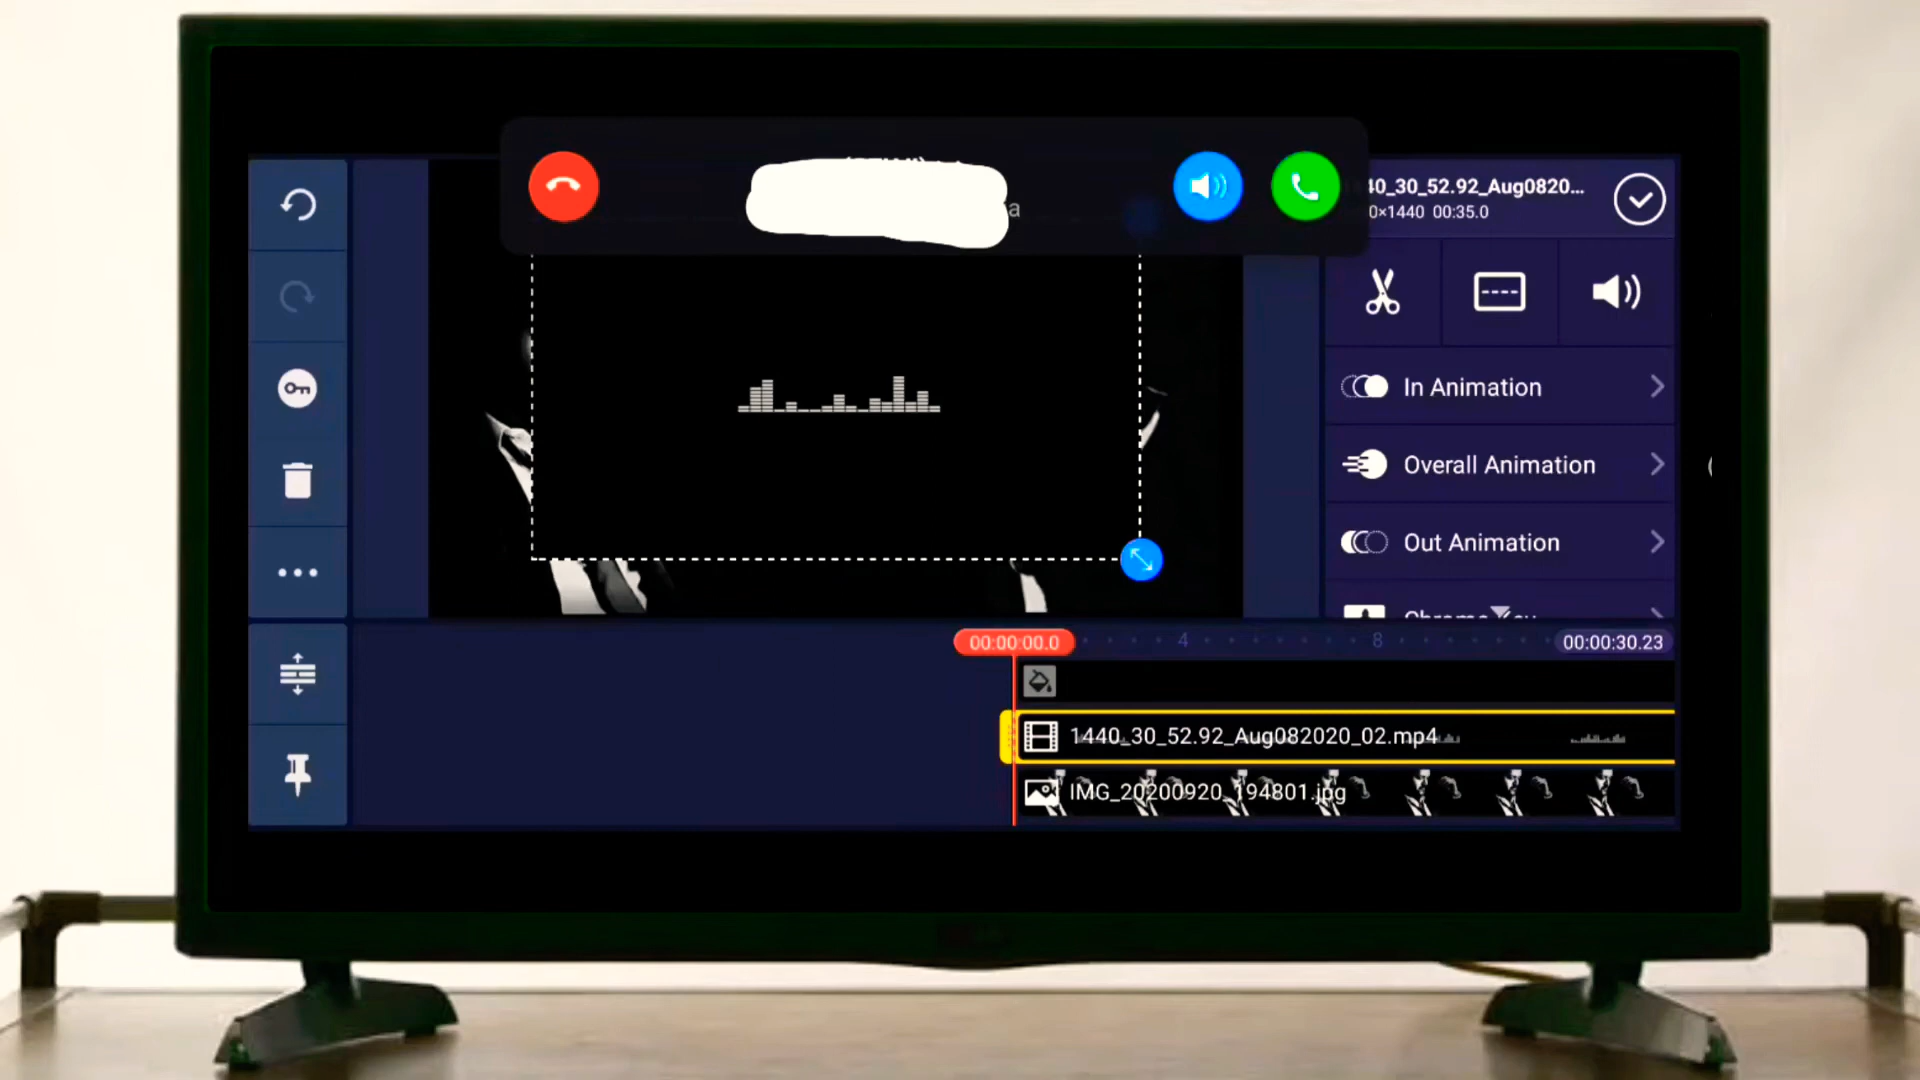 a
40_30_52.92_Aug0820...
0×1440 00:35.0
In Animation
Overall Animation
Out Animation
00:00:00.0
4
8
00:00:30.23
1440_30_52.92_Aug082020_02.mp4
IMG_20200920_194801.jpg